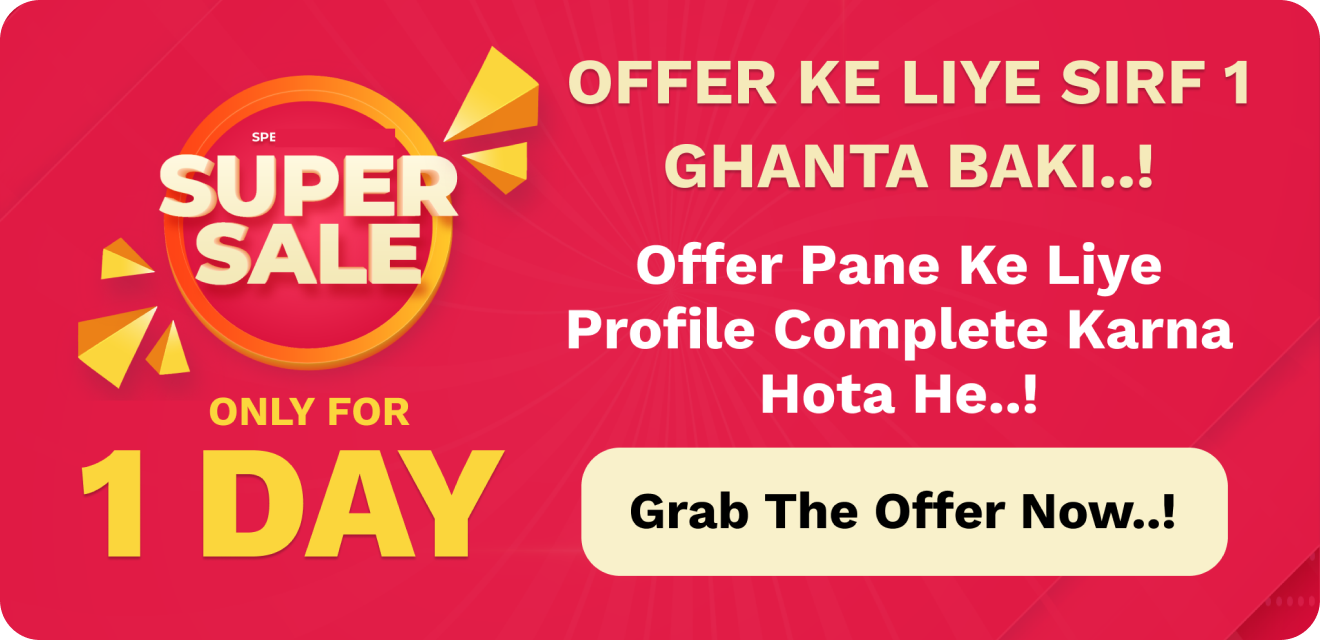 SPE
SUPER
SALE
ONLY FOR
1 DAY
OFFER KE LIYE SIRF 1
GHANTA BAKI..!
Offer Pane Ke Liye
Profile Complete Karna
Hota He..!
Grab The Offer Now..!